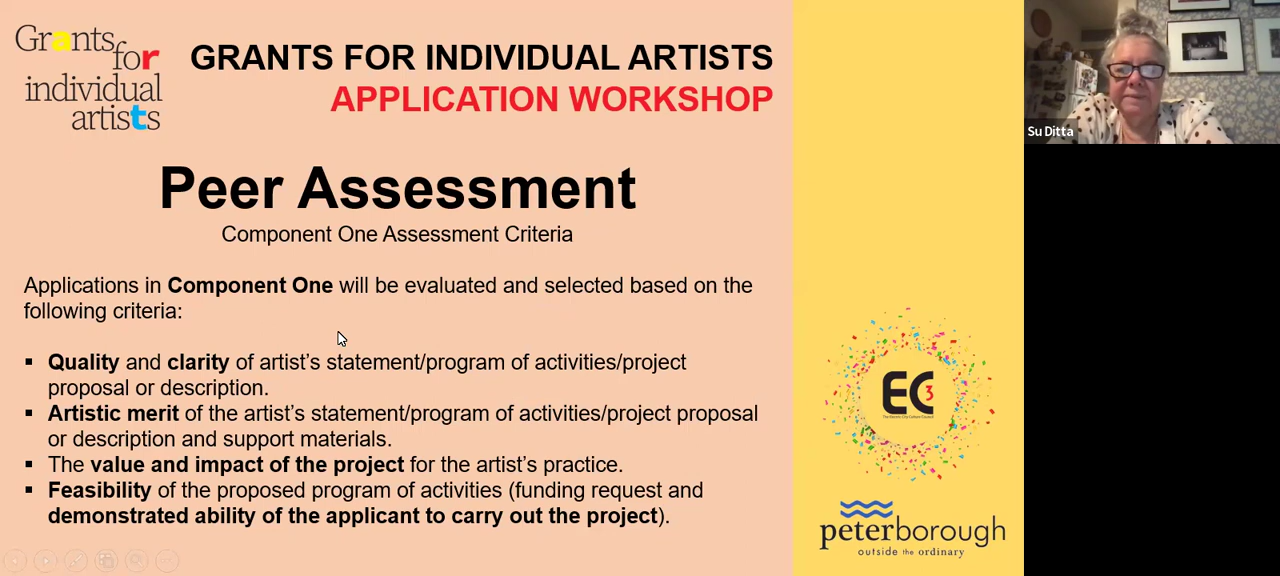 Grants
for
individual
artists
GRANTS FOR INDIVIDUAL ARTISTS
APPLICATION WORKSHOP
Peer Assessment
Component One Assessment Criteria
Applications in Component One will be evaluated and selected based on the
following criteria:
▪ Quality and clarity of artist's statement/program of activities/project
proposal or description.
▪ Artistic merit of the artist's statement/program of activities/project proposal
or description and support materials.
▪ The value and impact of the project for the artist's practice.
▪ Feasibility of the proposed program of activities (funding request and
demonstrated ability of the applicant to carry out the project).
EC3
The Electric City Culture Council
peterborough
outside the ordinary
Su Ditta